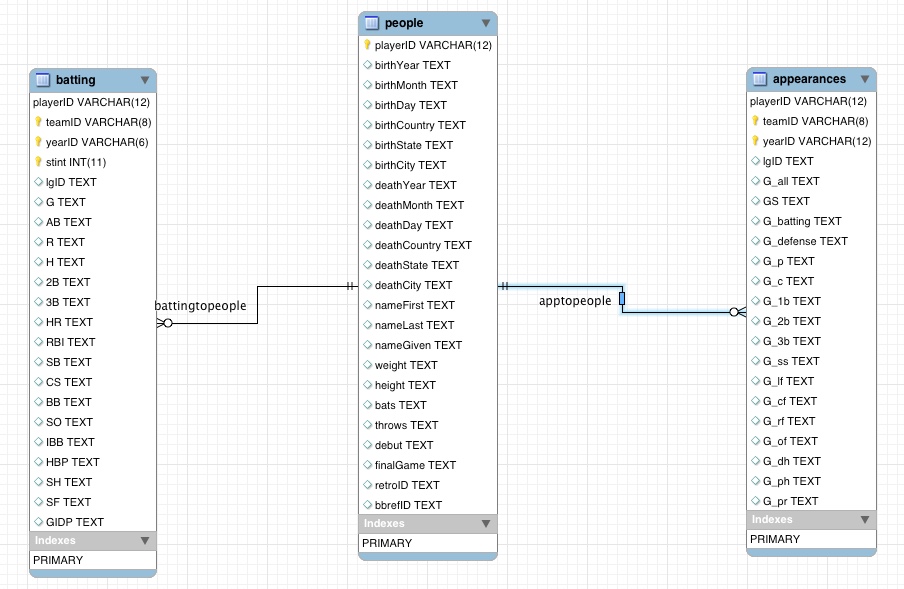 batting
playerID VARCHAR(12)
teamID VARCHAR(8)
yearID VARCHAR(6)
stint INT(11)
lgID TEXT
G TEXT
AB TEXT
R TEXT
H TEXT
2B TEXT
3B TEXT
HR TEXT
RBI TEXT
SB TEXT
CS TEXT
BB TEXT
SO TEXT
IBB TEXT
HBP TEXT
SH TEXT
SF TEXT
GIDP TEXT
Indexes
PRIMARY
battingtopeople
people
playerID VARCHAR(12)
birthYear TEXT
birthMonth TEXT
birthDay TEXT
birthCountry TEXT
birthState TEXT
birthCity TEXT
deathYear TEXT
deathMonth TEXT
deathDay TEXT
deathCountry TEXT
deathState TEXT
deathCity TEXT
nameFirst TEXT
nameLast TEXT
nameGiven TEXT
weight TEXT
height TEXT
bats TEXT
throws TEXT
debut TEXT
finalGame TEXT
retroID TEXT
bbrefID TEXT
Indexes
PRIMARY
apptopeople
appearances
playerID VARCHAR(12)
teamID VARCHAR(8)
yearID VARCHAR(12)
lgID TEXT
G_all TEXT
GS TEXT
G_batting TEXT
G_defense TEXT
G_p TEXT
G_c TEXT
G_1b TEXT
G_2b TEXT
G_3b TEXT
G_ss TEXT
G_lf TEXT
G_cf TEXT
G_rf TEXT
G_of TEXT
G_dh TEXT
G_ph TEXT
G_pr TEXT
Indexes
PRIMARY